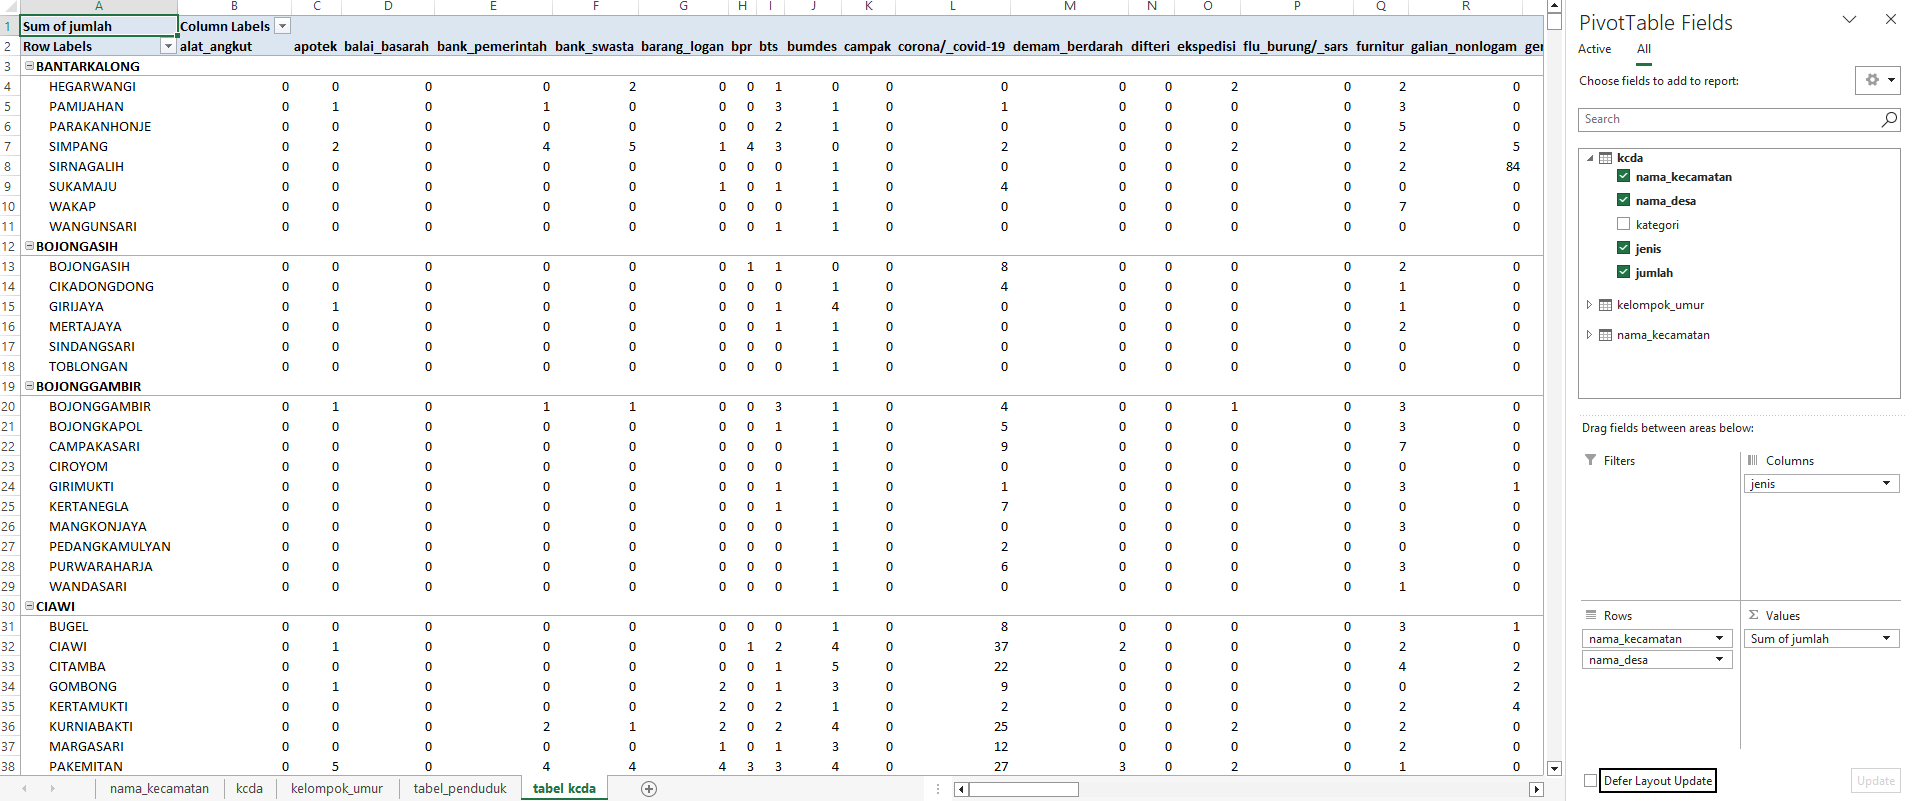 A B C D E F G H I J K L M N O P Q R
1 Sum of jumlah Column Labels
2 Row Labels alat_angkut apotek balai_basarah bank_pemerintah bank_swasta barang_logan bpr bts bumdes campak corona/_covid-19 demam_berdarah difteri ekspedisi flu_burung/_sars furnitur galian_nonlogam ger
3 BANTARKALONG
4 HEGARWANGI 0 0 0 0 2 0 0 1 0 0 0 0 0 2 0 2 0
5 PAMIJAHAN 0 1 0 1 0 0 0 3 1 0 1 0 0 0 0 3 0
6 PARAKANHONJE 0 0 0 0 0 0 0 2 1 0 0 0 0 0 0 5 0
7 SIMPANG 0 2 0 4 5 1 4 3 0 0 2 0 0 2 0 2 5
8 SIRNAGALIH 0 0 0 0 0 0 0 0 1 0 0 0 0 0 0 2 84
9 SUKAMAJU 0 0 0 0 0 1 0 1 1 0 4 0 0 0 0 0 0
10 WAKAP 0 0 0 0 0 0 0 0 1 0 0 0 0 0 0 7 0
11 WANGUNSARI 0 0 0 0 0 0 0 1 1 0 0 0 0 0 0 0 0
12 BOJONGASIH
13 BOJONGASIH 0 0 0 0 0 0 1 1 0 0 8 0 0 0 0 2 0
14 CIKADONGDONG 0 0 0 0 0 0 0 0 1 0 4 0 0 0 0 1 0
15 GIRIJAYA 0 1 0 0 0 0 0 1 4 0 0 0 0 0 0 1 0
16 MERTAJAYA 0 0 0 0 0 0 0 1 1 0 0 0 0 0 0 2 0
17 SINDANGSARI 0 0 0 0 0 0 0 0 1 0 0 0 0 0 0 0 0
18 TOBLONGAN 0 0 0 0 0 0 0 0 1 0 0 0 0 0 0 0 0
19 BOJONGGAMBIR
20 BOJONGGAMBIR 0 1 0 1 1 0 0 3 1 0 4 0 0 1 0 3 0
21 BOJONGKAPOL 0 0 0 0 0 0 0 1 1 0 5 0 0 0 0 3 0
22 CAMPAKASARI 0 0 0 0 0 0 0 0 1 0 9 0 0 0 0 7 0
23 CIROYOM 0 0 0 0 0 0 0 0 1 0 0 0 0 0 0 0 0
24 GIRIMUKTI 0 0 0 0 0 0 0 1 1 0 1 0 0 0 0 3 1
25 KERTANEGLA 0 0 0 0 0 0 0 1 1 0 7 0 0 0 0 0 0
26 MANGKONJAYA 0 0 0 0 0 0 0 0 1 0 0 0 0 0 0 3 0
27 PEDANGKAMULYAN 0 0 0 0 0 0 0 0 1 0 2 0 0 0 0 0 0
28 PURWARAHARJA 0 0 0 0 0 0 0 0 1 0 6 0 0 0 0 3 0
29 WANDASARI 0 0 0 0 0 0 0 0 1 0 0 0 0 0 0 1 0
30 CIAWI
31 BUGEL 0 0 0 0 0 0 0 0 1 0 8 0 0 0 0 3 1
32 CIAWI 0 1 0 0 0 0 1 2 4 0 37 2 0 0 0 2 0
33 CITAMBA 0 0 0 0 0 0 0 1 5 0 22 0 0 0 0 4 2
34 GOMBONG 0 1 0 0 0 2 0 1 3 0 9 0 0 0 0 0 2
35 KERTAMUKTI 0 0 0 0 0 2 0 2 1 0 2 0 0 0 0 2 4
36 KURNIABAKTI 0 0 0 2 1 2 0 2 4 0 25 0 0 2 0 2 0
37 MARGASARI 0 0 0 0 0 1 0 1 3 0 12 0 0 0 0 2 0
38 PAKEMITAN 0 5 0 4 4 4 3 3 4 0 27 3 0 2 0 1 0
nama_kecamatan kcda kelompok_umur tabel_penduduk tabel kcda
PivotTable Fields
Active All
Choose fields to add to report:
Search
kcda
nama_kecamatan
nama_desa
kategori
jenis
jumlah
kelompok_umur
nama_kecamatan
Drag fields between areas below:
Filters
Columns
jenis
Rows
nama_kecamatan
nama_desa
Values
Sum of jumlah
Defer Layout Update
Update